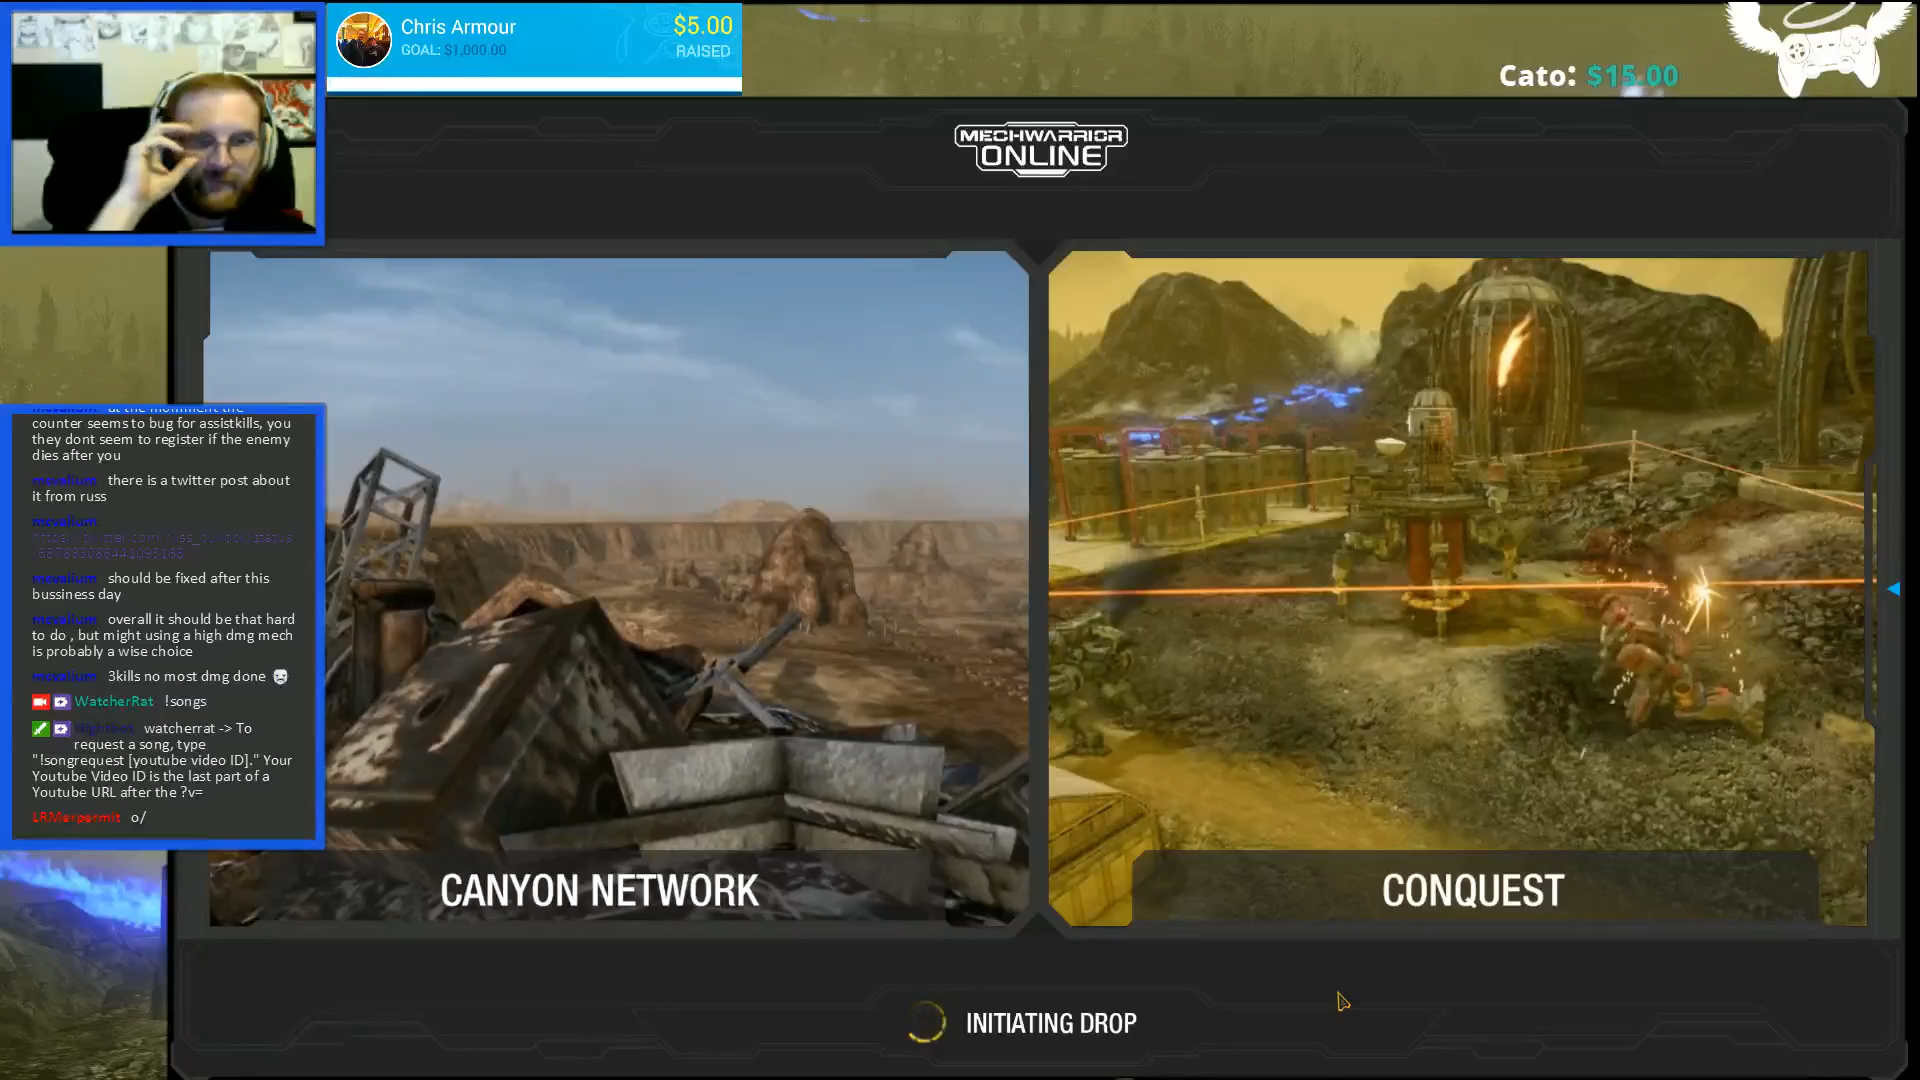 Chris Armour
$5.00
GOAL: $1,000.00
RAISED
Cato: $15.00
MECHWARRIOR
ONLINE
counter seems to bug for assistkills, you
they dont seem to register if the enemy
dies after you
there is a twitter post about
it from russ
should be fixed after this
bussiness day
overall it should be that hard
to do , but might using a high dmg mech
is probably a wise choice
3kills no most dmg done
WatcherRat !songs
watcherrat -> To
request a song, type
"!songrequest [youtube video ID]." Your
Youtube Video ID is the last part of a
Youtube URL after the ?v=
LRMerpermit o/
CANYON NETWORK
CONQUEST
INITIATING DROP